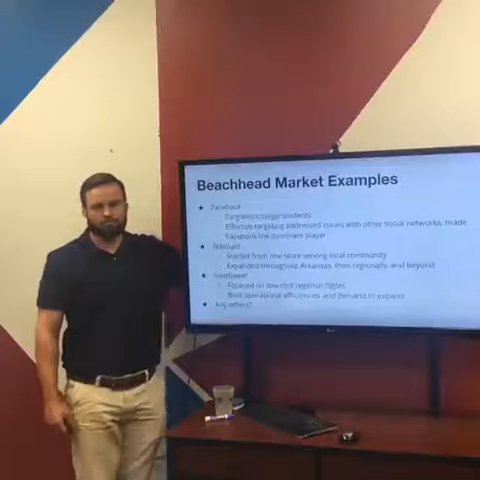 Beachhead Market Examples
★ Facebook
Targeted college students
Effective targeting addressed issues with other social networks, made
Facebook the dominant player
★ Walmart
Started from one store serving local community
Expanded throughout Arkansas, then regionally, and beyond
★ Southwest
Focused on low-cost regional flights
Built operational efficiencies and demand to expand
★ Any others?